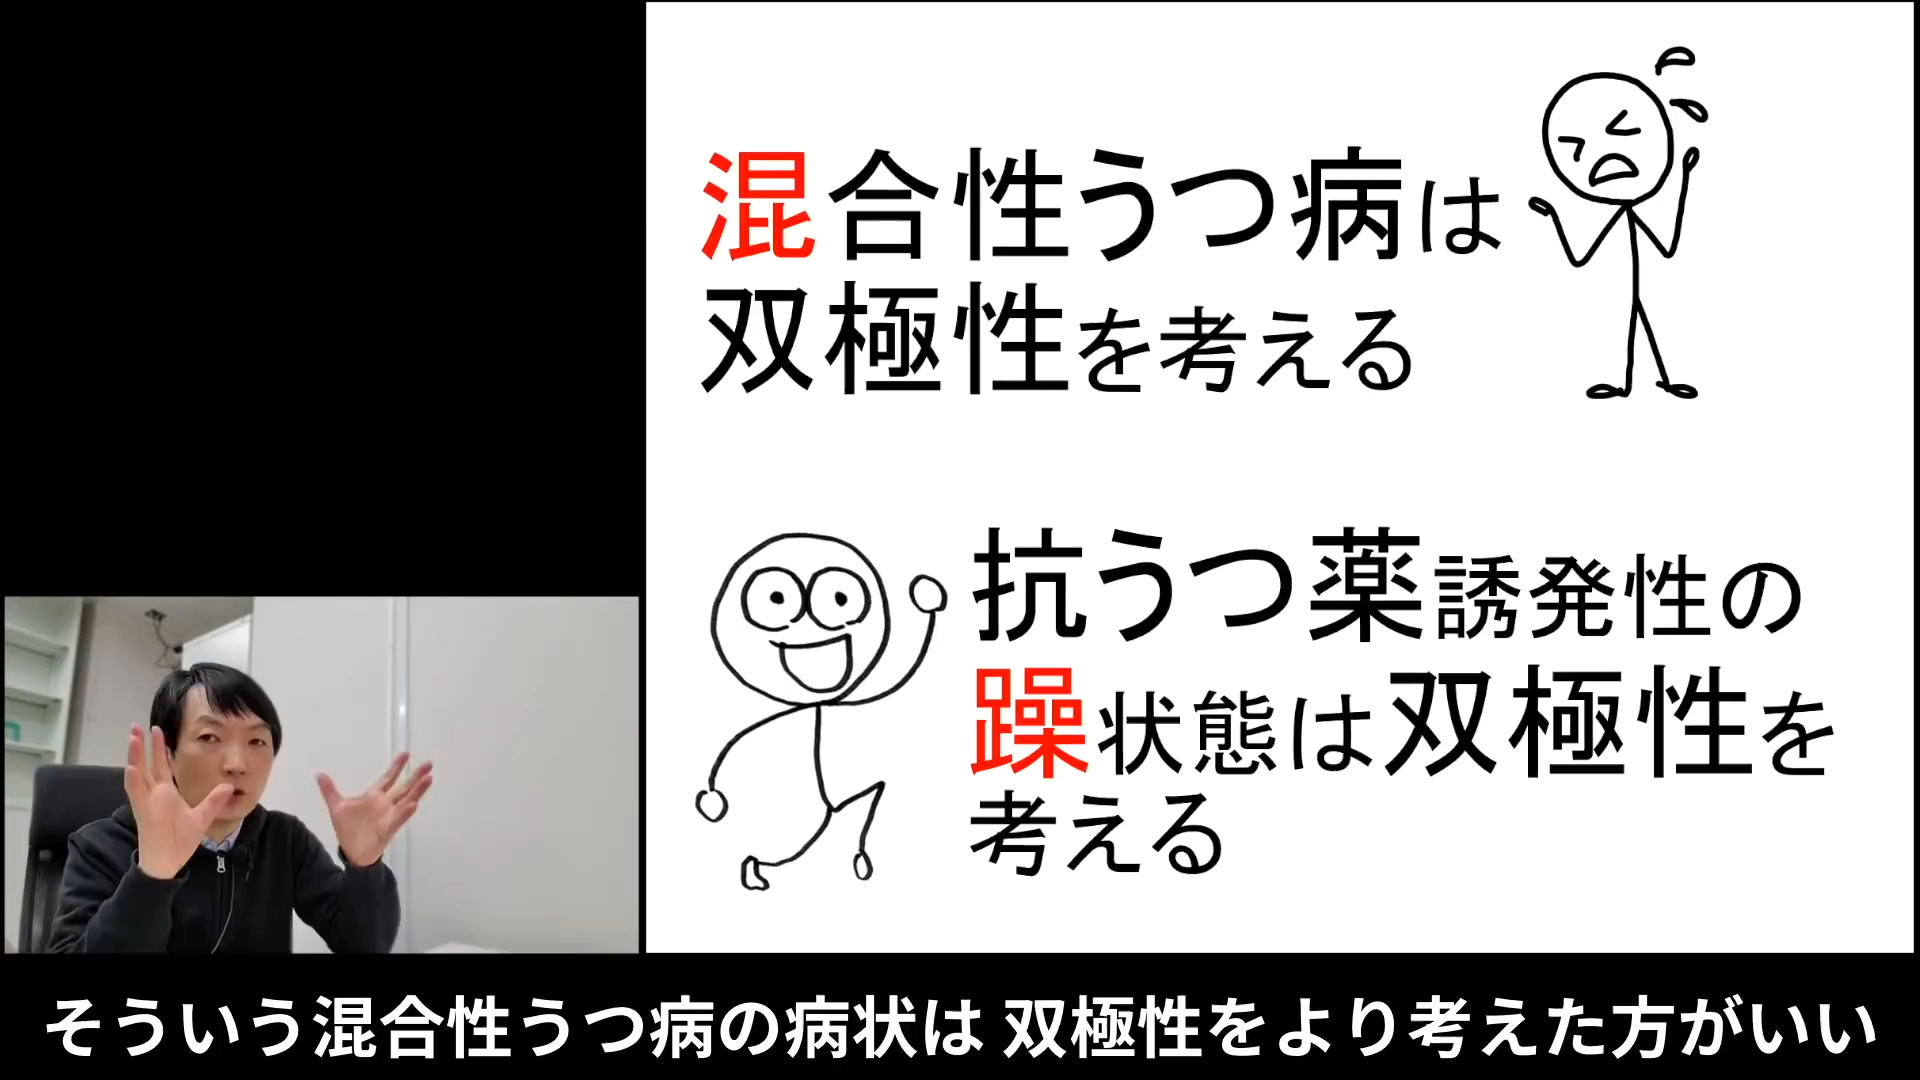 混合性うつ病は
双極性を考える
抗うつ薬誘発性の
躁状態は双極性を
考える
そういう混合性うつ病の病状は 双極性をより考えた方がいい